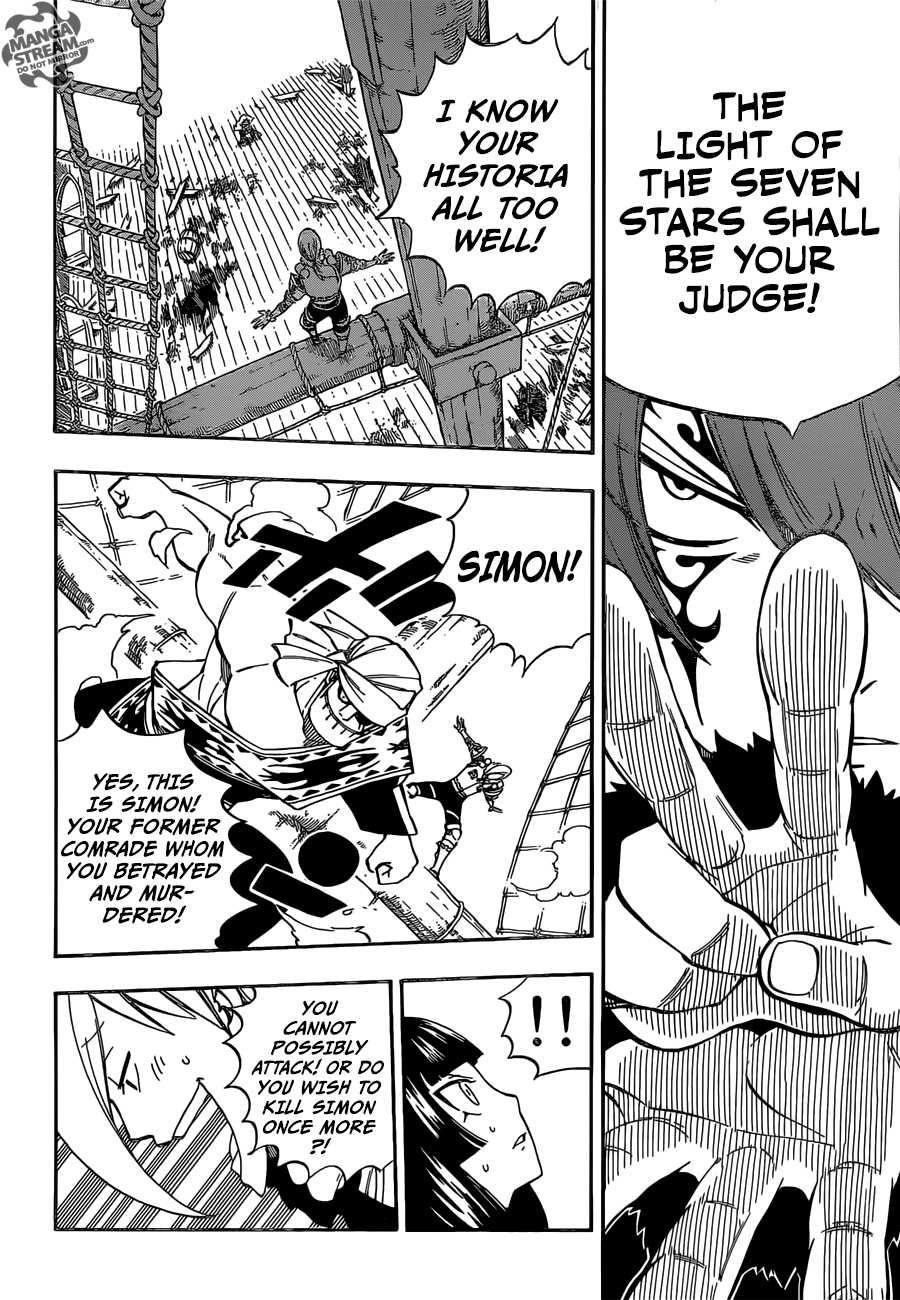 THE
LIGHT OF
THE SEVEN
STARS SHALL
BE YOUR
JUDGE!
I KNOW
YOUR
HISTORIA
ALL TOO
WELL!
SIMON!
YES, THIS
IS SIMON!
YOUR FORMER
COMRADE WHOM
YOU BETRAYED
AND MUR-
DERED!
!!
YOU
CANNOT
POSSIBLY
ATTACK! OR DO
YOU WISH TO
KILL SIMON
ONCE MORE
?!
MANGA
STREAM.com
DO NOT MIRROR